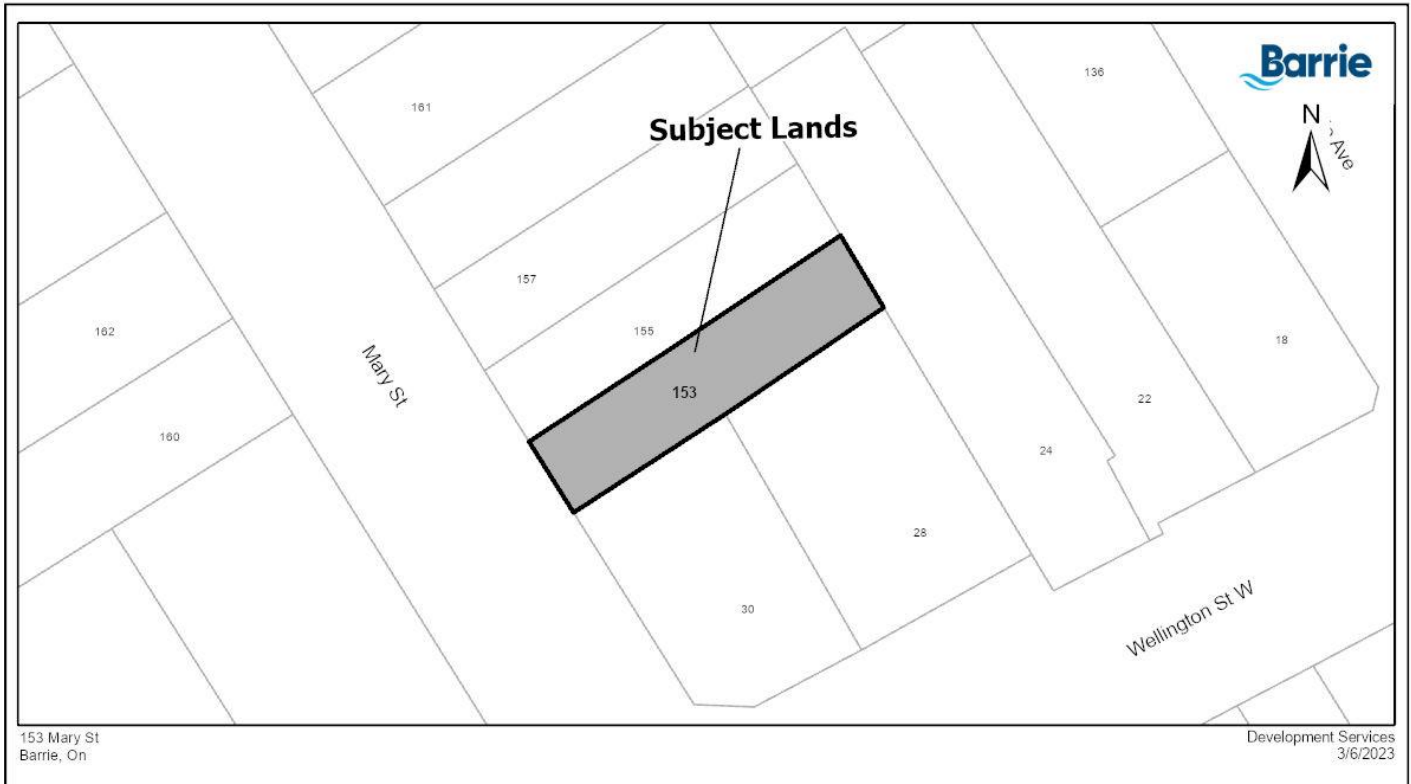 Barrie
136
161
Subject Lands
N
Ave
157
162
155
18
Mary St
153
22
160
24
28
30
Wellington St W
153 Mary St
Barrie, On
Development Services
3/6/2023